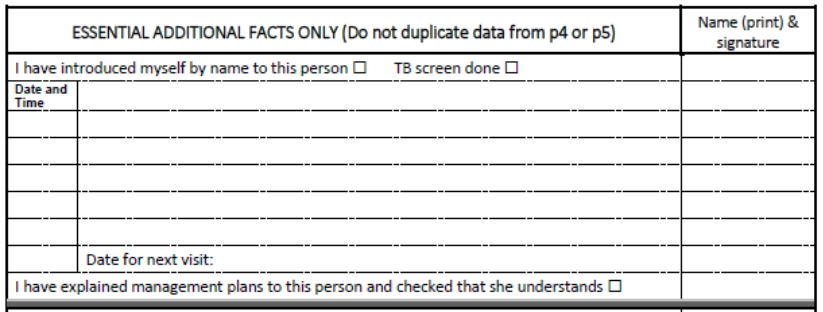 ESSENTIAL ADDITIONAL FACTS ONLY (Do not duplicate data from p4 or p5)
Name (print) &
signature
I have introduced myself by name to this person ☐ TB screen done ☐
Date and
Time
Date for next visit:
I have explained management plans to this person and checked that she understands ☐